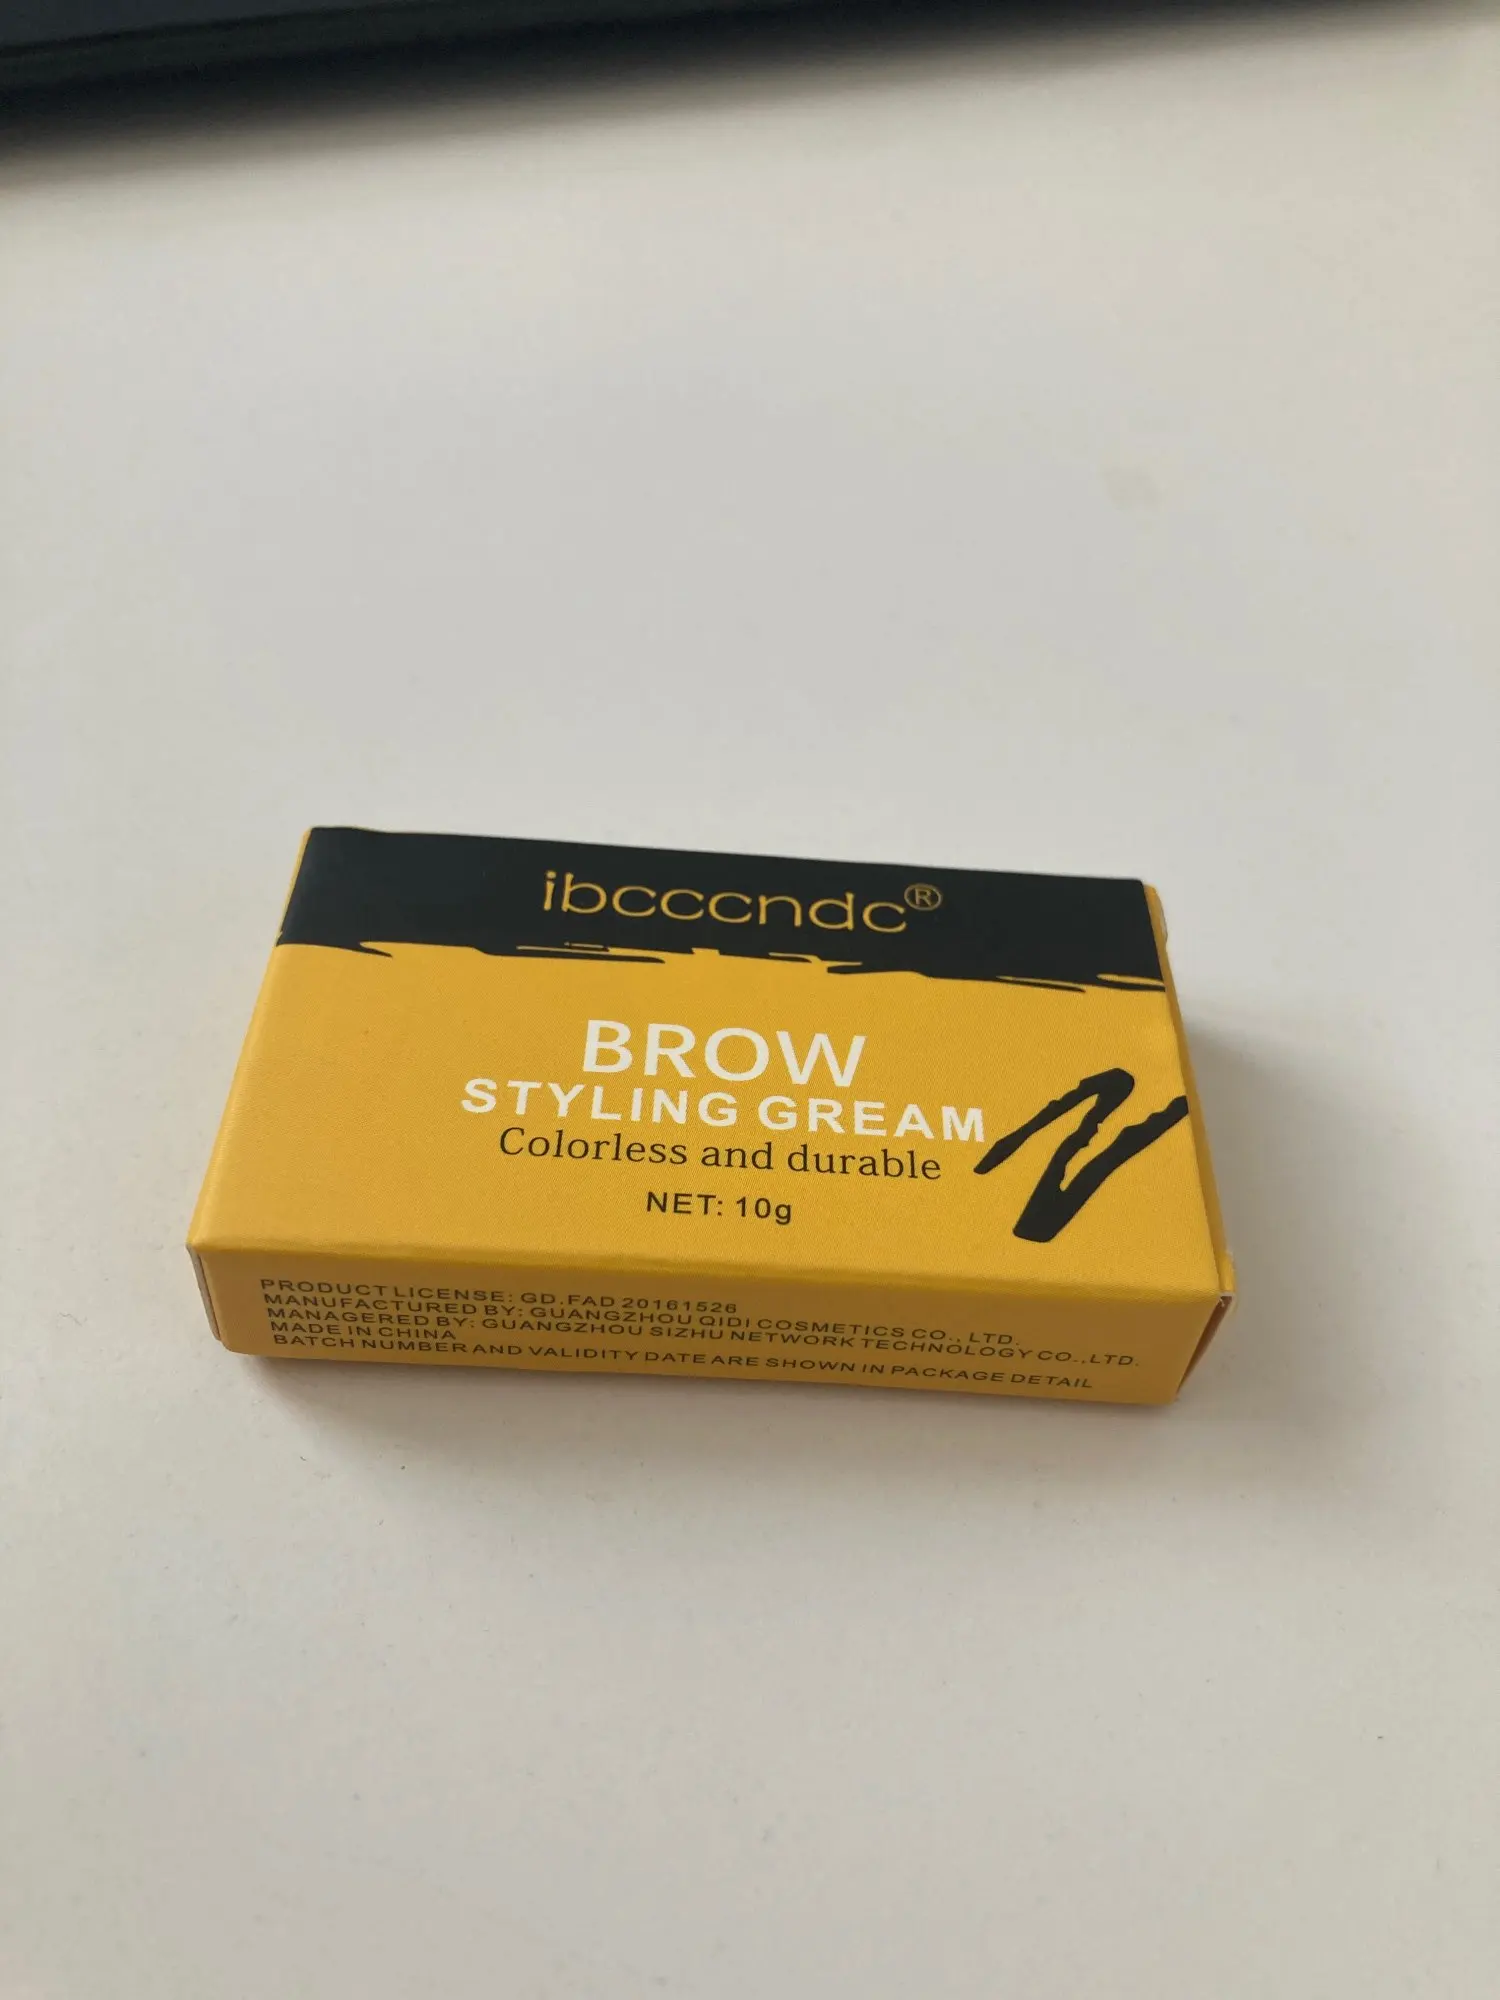 ibcccndc®
BROW
STYLING GREAM
Colorless and durable
NET: 10g
PRODUCT LICENSE: GD.FAD 20161526
MANUFACTURED BY: GUANGZHOU QIDI COSMETICS CO., LTD.
MANAGERED BY: GUANGZHOU SIZHU NETWORK TECHNOLOGY CO.,LTD.
MADE IN CHINA
BATCH NUMBER AND VALIDITY DATE ARE SHOWN IN PACKAGE DETAIL